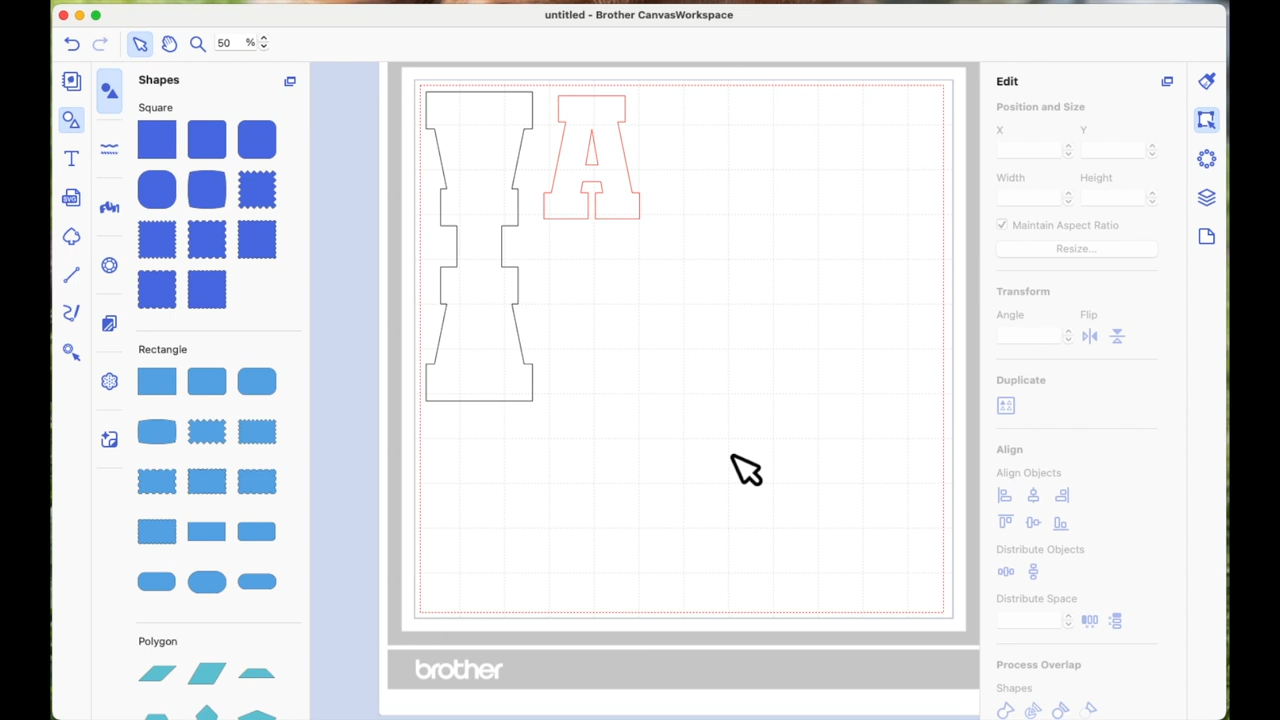 untitled - Brother CanvasWorkspace
50 %
Shapes
Square
Rectangle
Polygon
A
brother
T
SVG
Edit
Position and Size
X Y
Width Height
Maintain Aspect Ratio
Resize...
Transform
Angle Flip
Duplicate
Align
Align Objects
Distribute Objects
Distribute Space
Process Overlap
Shapes